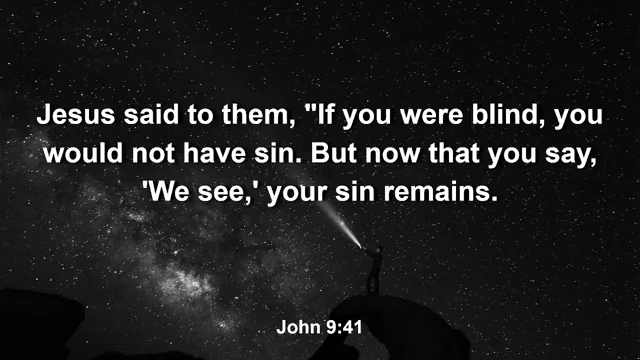 Jesus said to them, "If you were blind, you
would not have sin. But now that you say,
'We see,' your sin remains.
John 9:41